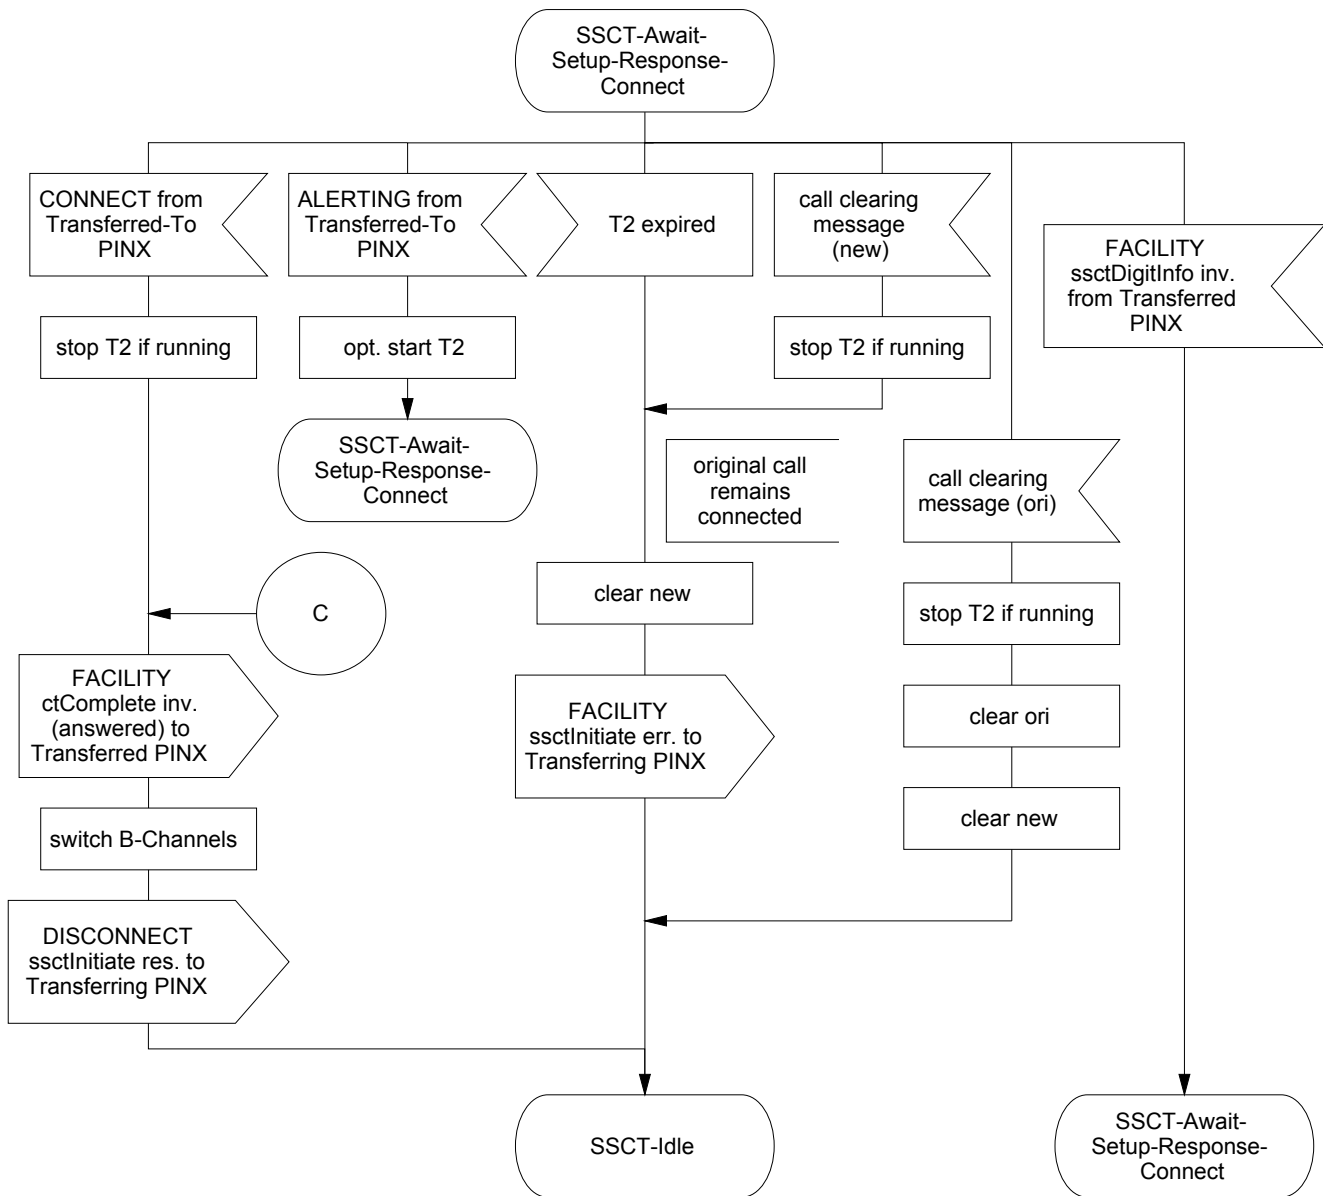 SSCT-Await-
Setup-Response-
Connect
CONNECT from
Transferred-To
PINX
ALERTING from
Transferred-To
PINX
T2 expired
call clearing
message
(new)
FACILITY
ssctDigitInfo inv.
from Transferred
PINX
stop T2 if running
opt. start T2
stop T2 if running
SSCT-Await-
Setup-Response-
Connect
original call
remains
connected
call clearing
message (ori)
C
clear new
stop T2 if running
FACILITY
ctComplete inv.
(answered) to
Transferred PINX
FACILITY
ssctInitiate err. to
Transferring PINX
clear ori
switch B-Channels
clear new
DISCONNECT
ssctInitiate res. to
Transferring PINX
SSCT-Idle
SSCT-Await-
Setup-Response-
Connect